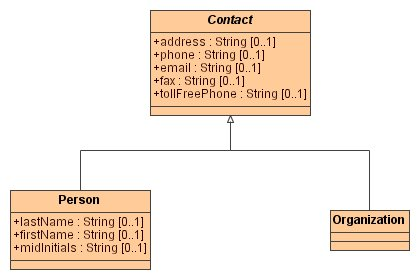 Contact
+address : String [0..1]
+phone : String [0..1]
+email : String [0..1]
+fax : String [0..1]
+tollFreePhone : String [0..1]
Person
+lastName : String [0..1]
+firstName : String [0..1]
+midInitials : String [0..1]
Organization